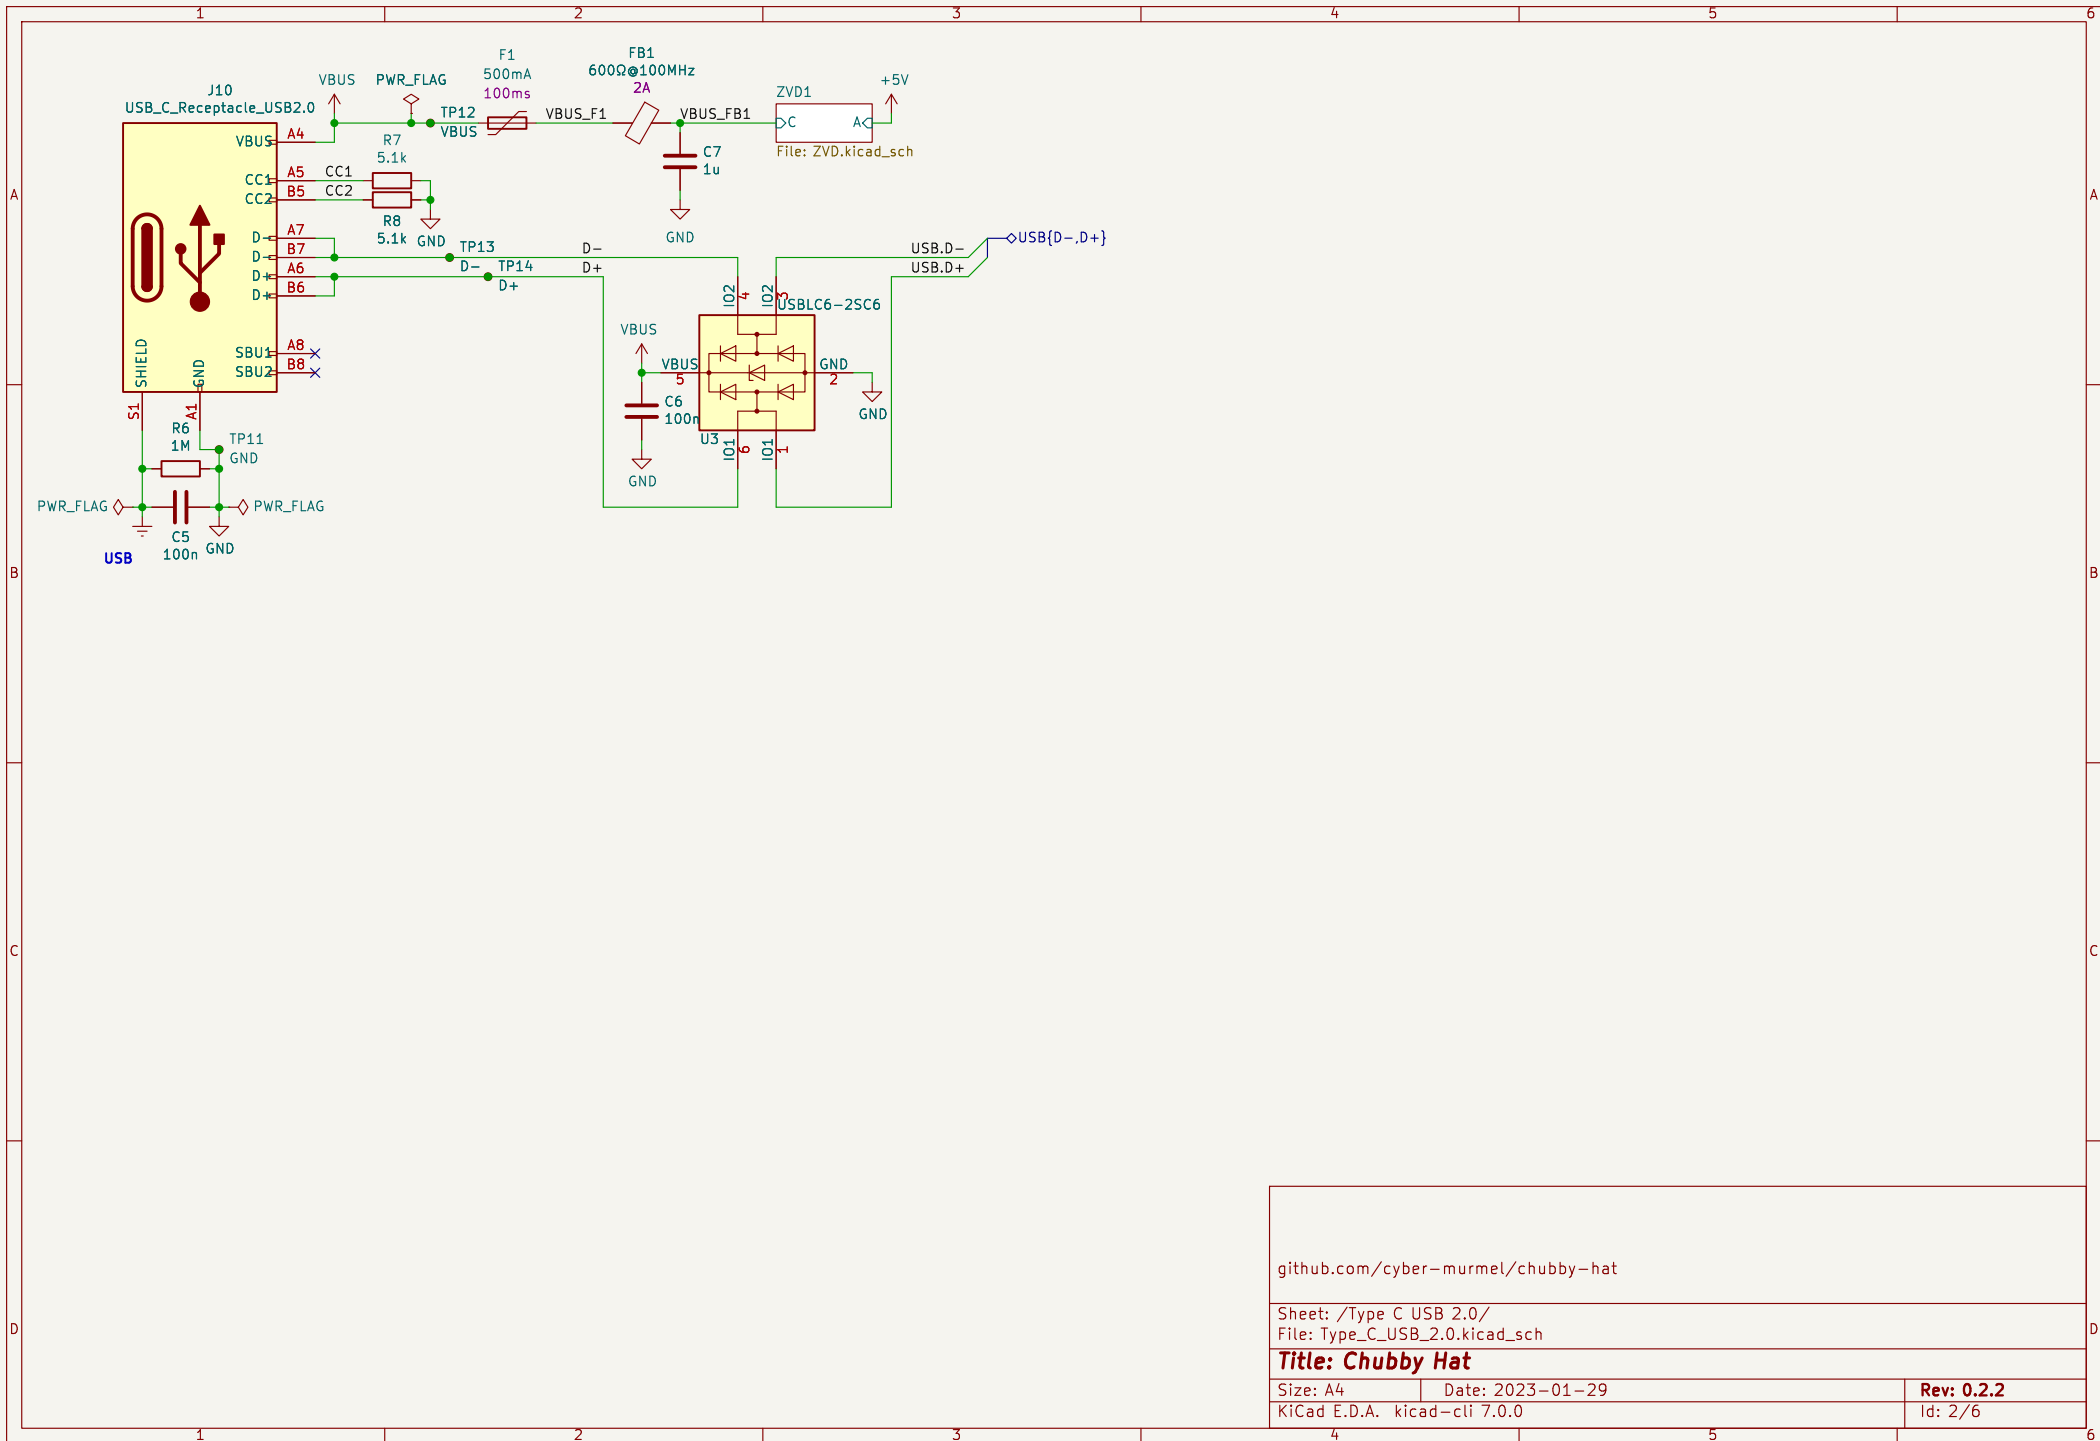 1 2 3 4 5 6
A
B
C
D
A
B
C
D
1 2 3 4 5 6
J10
USB_C_Receptacle_USB2.0
VBUS
A4
CC1
A5
CC2
B5
D-
A7
D-
B7
D+
A6
D+
B6
SBU1
A8
SBU2
B8
SHIELD
GND
S1
A1
VBUS
PWR_FLAG
TP12
VBUS
F1
500mA
100ms
VBUS_F1
FB1
600Ω@100MHz
2A
VBUS_FB1
C7
1u
GND
ZVD1
C
A
File: ZVD.kicad_sch
+5V
CC1
CC2
R7
5.1k
R8
5.1k
GND
TP13
D-
TP14
D+
D-
D+
USB.D-
USB.D+
USB{D-,D+}
USBLC6-2SC6
IO2
4
IO2
3
VBUS
VBUS
5
GND
2
GND
C6
100n
GND
U3
IO1
6
IO1
1
R6
1M
TP11
GND
PWR_FLAG
PWR_FLAG
C5
100n
GND
USB
github.com/cyber-murmel/chubby-hat
Sheet: /Type C USB 2.0/
File: Type_C_USB_2.0.kicad_sch
Title: Chubby Hat
Size: A4
Date: 2023-01-29
Rev: 0.2.2
KiCad E.D.A. kicad-cli 7.0.0
Id: 2/6